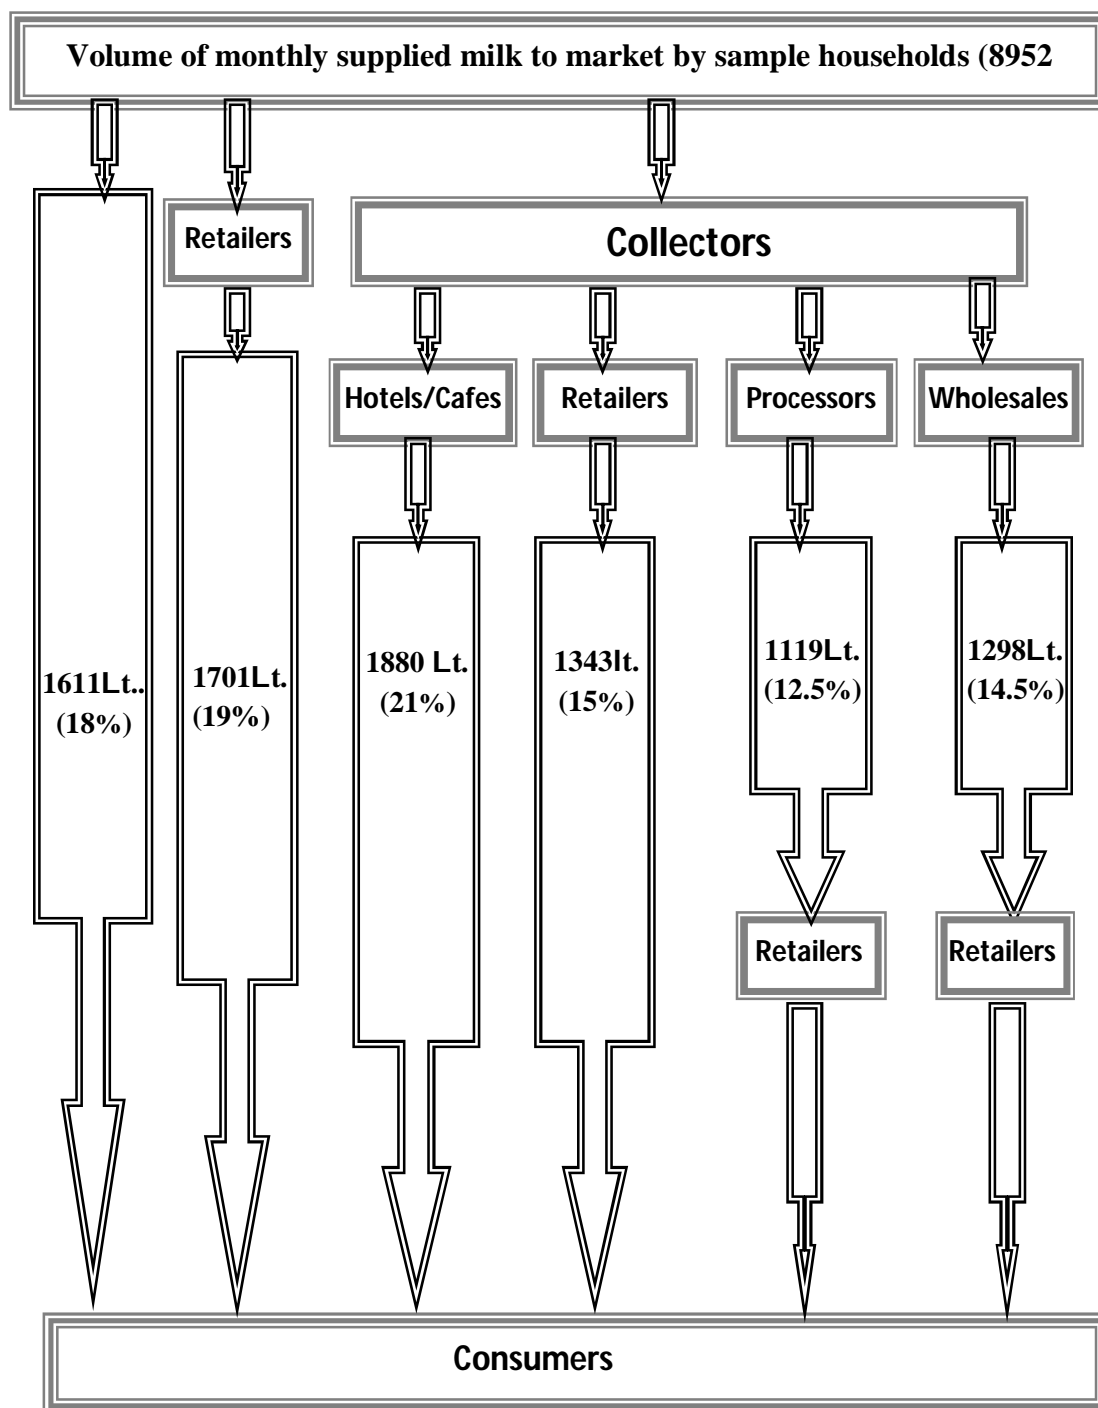 Volume of monthly supplied milk to market by sample households (8952
Retailers
Collectors
Hotels/Cafes
Retailers
Processors
Wholesales
1611Lt..
(18%)
1701Lt.
(19%)
1880 Lt.
(21%)
1343lt.
(15%)
1119Lt.
(12.5%)
1298Lt.
(14.5%)
Retailers
Retailers
Consumers